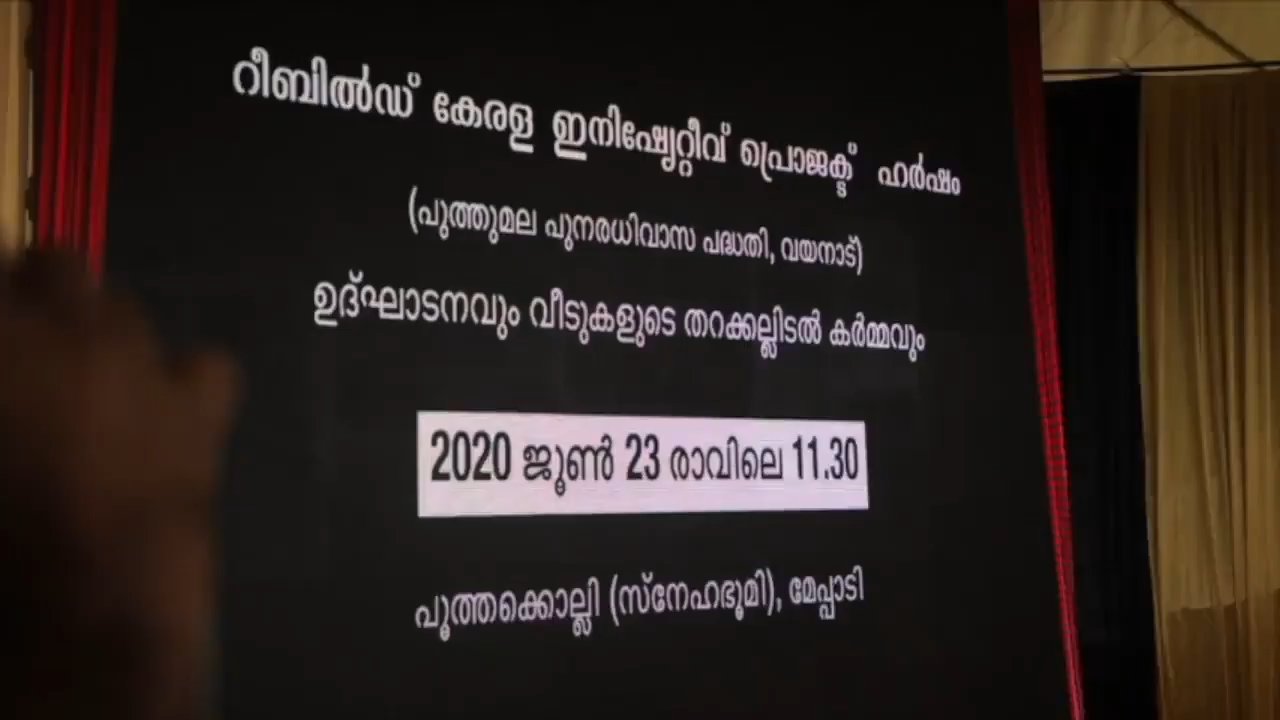 റീബിൽഡ് കേരള ഇനിഷ്യേറ്റീവ് പ്രൊജക്ട് ഹർഷം
(പുത്തുമല പുനരധിവാസ പദ്ധതി, വയനാട്)
ഉദ്ഘാടനവും വീടുകളുടെ തറക്കല്ലിടൽ കർമ്മവും
2020 ജൂൺ 23 രാവിലെ 11.30
പൂത്തക്കൊല്ലി (സ്നേഹഭൂമി), മേപ്പാടി